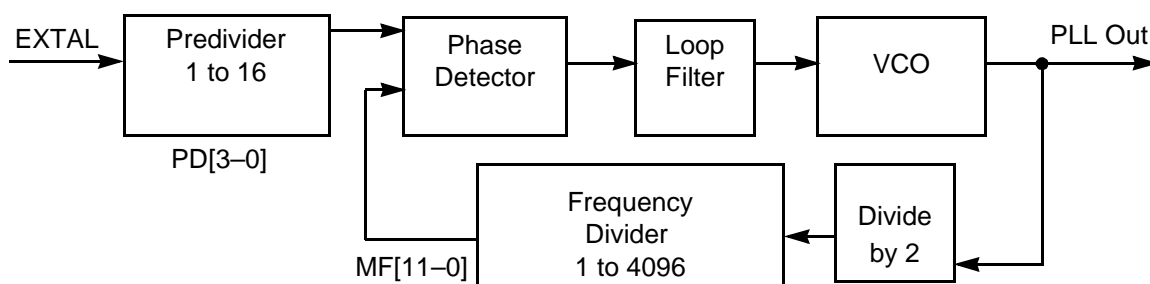 EXTAL
Predivider
1 to 16
PD[3–0]
Phase
Detector
Loop
Filter
VCO
PLL Out
Frequency
Divider
1 to 4096
MF[11–0]
Divide
by 2